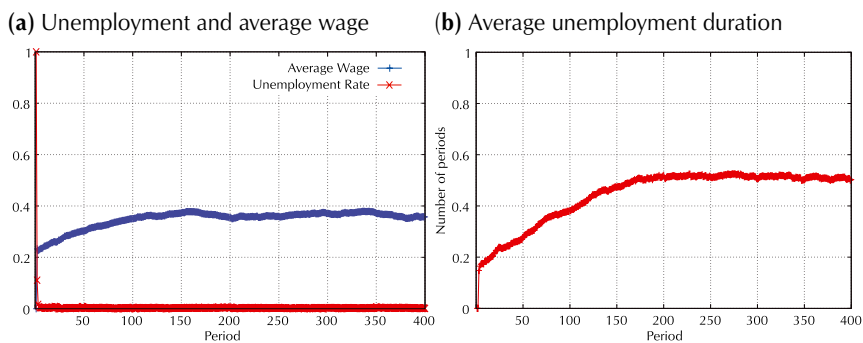 (a) Unemployment and average wage
1
0.8
0.6
0.4
0.2
0
50 100 150 200 250 300 350 400
Period
Average Wage
Unemployment Rate
(b) Average unemployment duration
Number of periods
1
0.8
0.6
0.4
0.2
0
50 100 150 200 250 300 350 400
Period